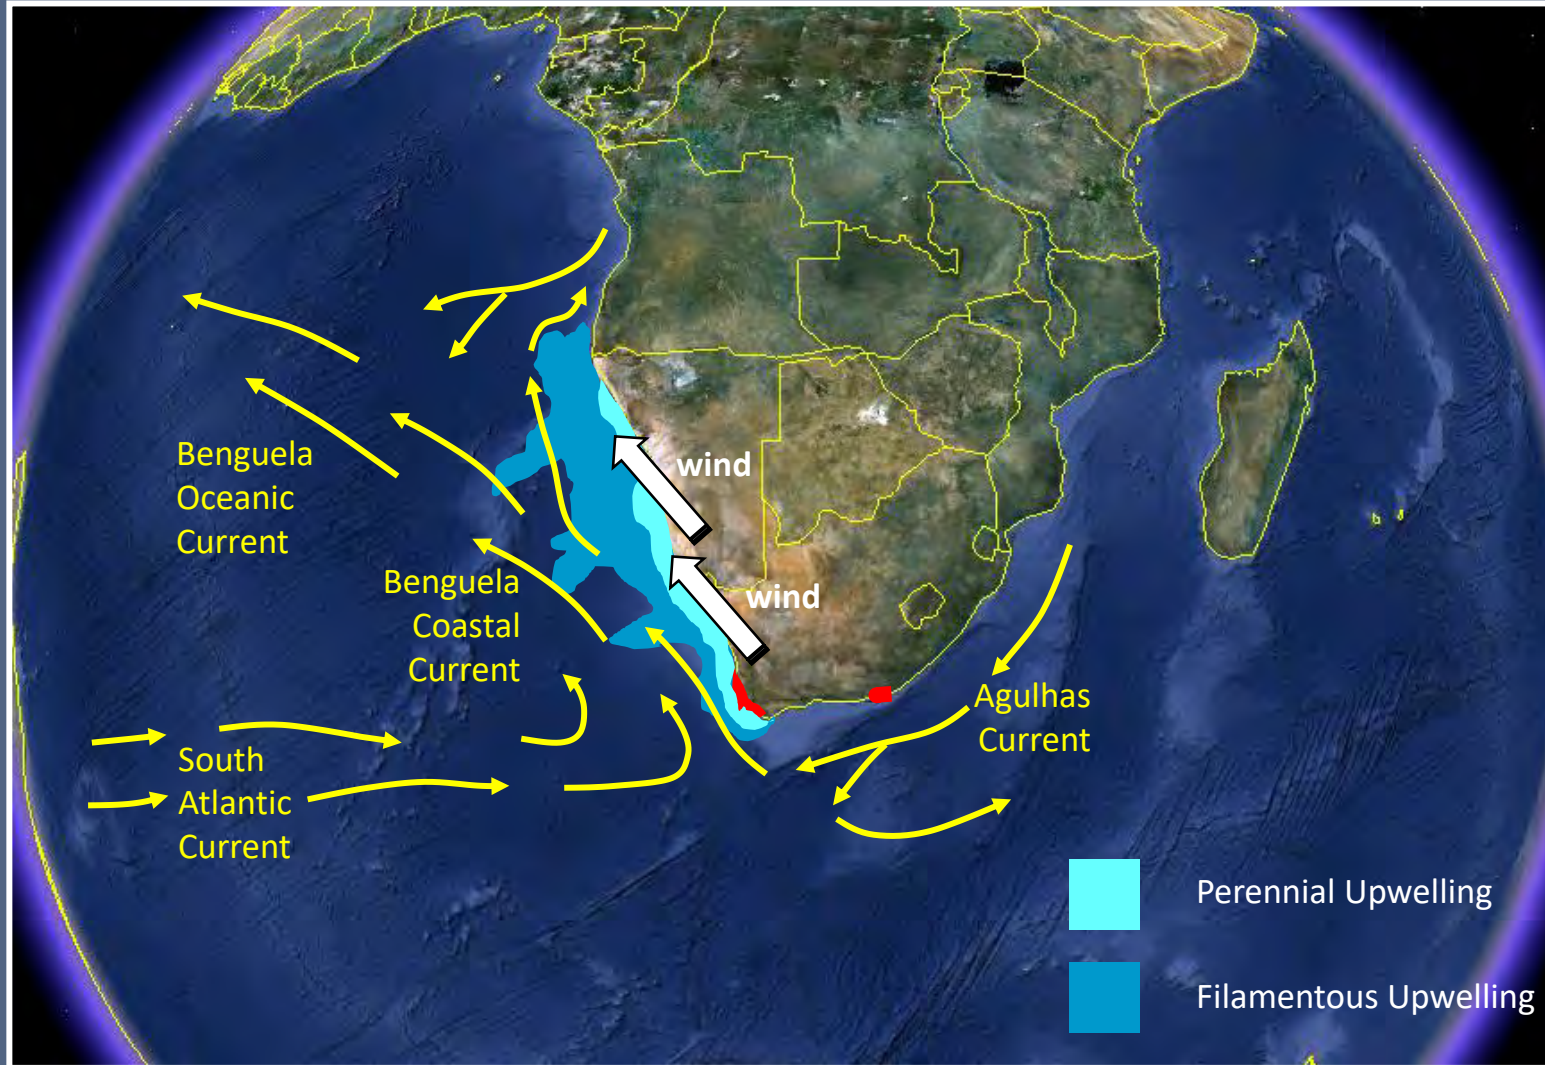 wind
Benguela
Oceanic
Current
Benguela
Coastal
Current
wind
Agulhas
Current
South
Atlantic
Current
Perennial Upwelling
Filamentous Upwelling